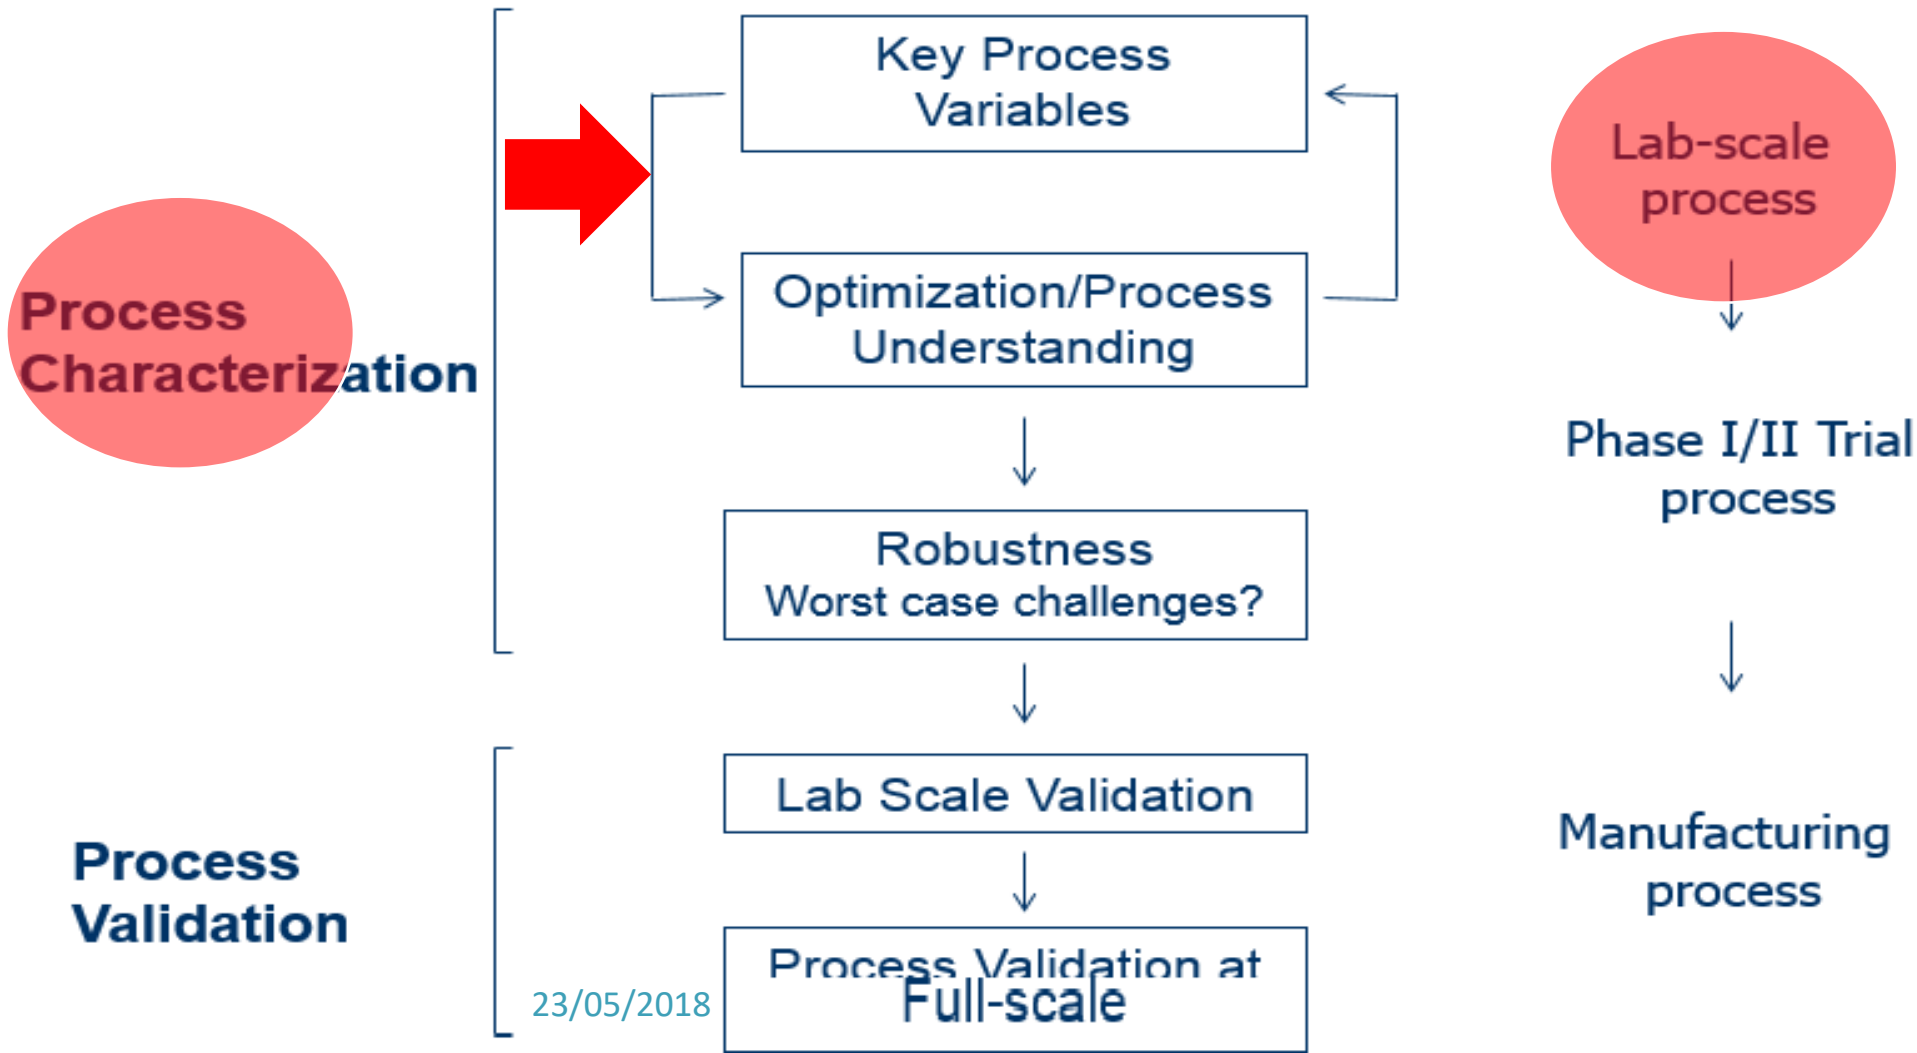 Key Process
Variables
Lab-scale
process
Process
Characterization
Optimization/Process
Understanding
Phase I/II Trial
process
Robustness
Worst case challenges?
Lab Scale Validation
Manufacturing
process
Process
Validation
Process Validation at
Full-scale
23/05/2018